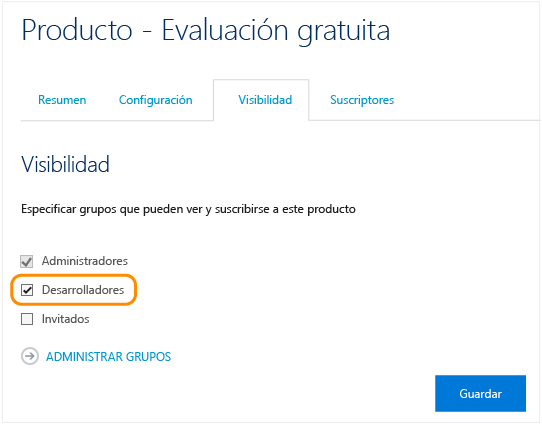 Producto - Evaluación gratuita
Resumen Configuración Visibilidad Suscriptores
Visibilidad
Especificar grupos que pueden ver y suscribirse a este producto
Administradores
Desarrolladores
Invitados
ADMINISTRAR GRUPOS
Guardar